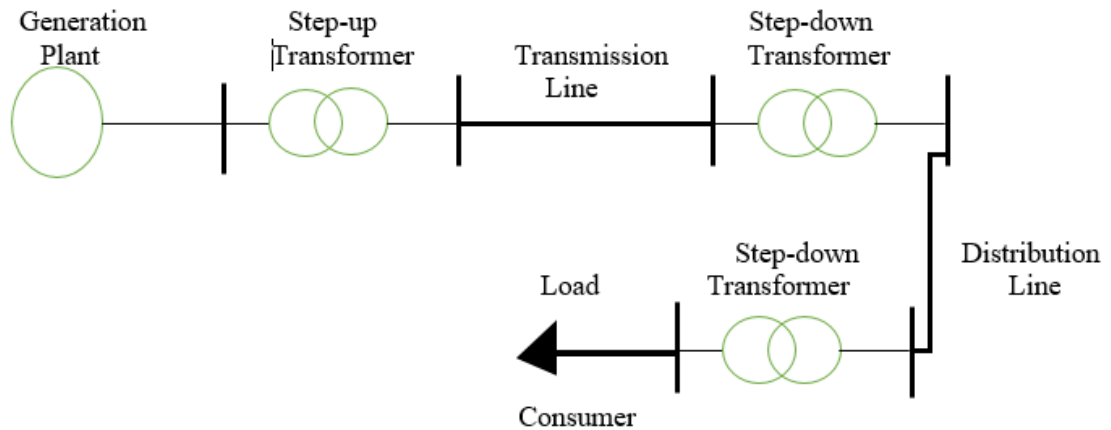 Generation
Plant
Step-up
Transformer
Transmission
Line
Step-down
Transformer
Distribution
Line
Step-down
Transformer
Load
Consumer